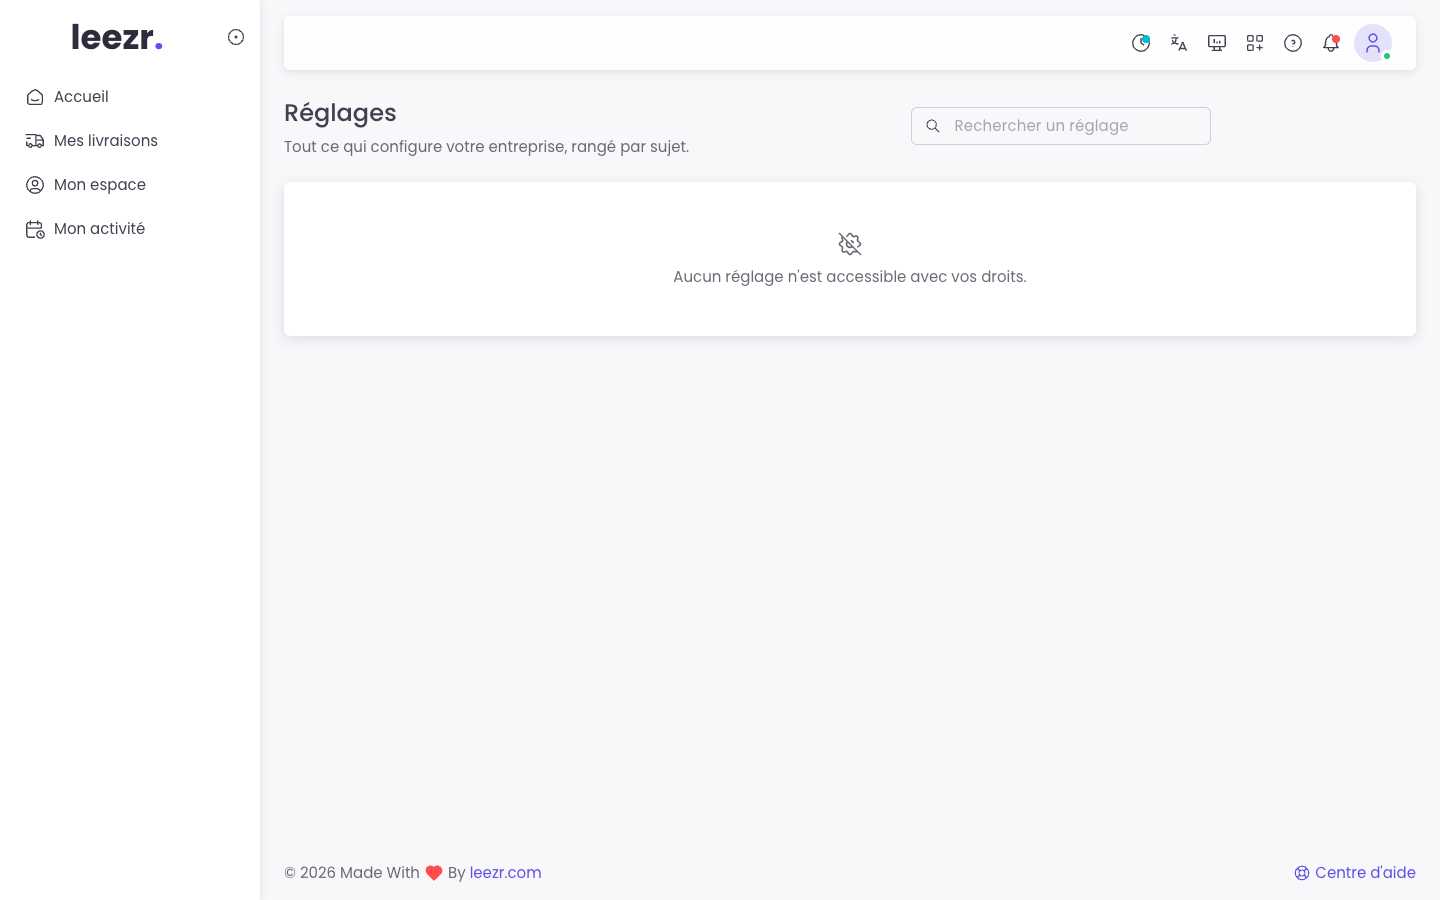 leezr.
Accueil
Mes livraisons
Mon espace
Mon activité
Réglages
Tout ce qui configure votre entreprise, rangé par sujet.
Rechercher un réglage
Aucun réglage n'est accessible avec vos droits.
© 2026 Made With By leezr.com
Centre d'aide